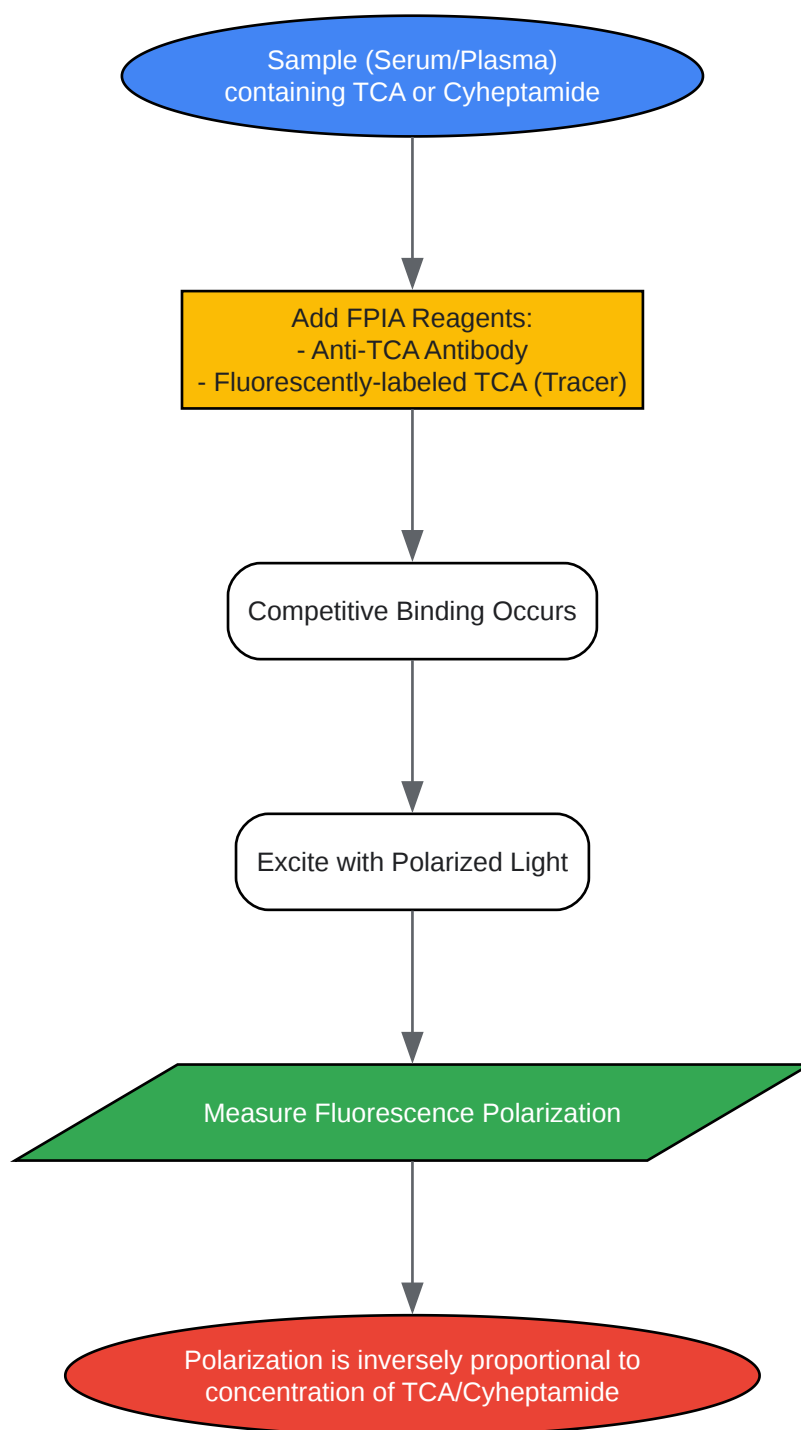 Sample (Serum/Plasma)
containing TCA or Cyheptamide
Add FPIA Reagents:
- Anti-TCA Antibody
- Fluorescently-labeled TCA (Tracer)
Competitive Binding Occurs
Excite with Polarized Light
Measure Fluorescence Polarization
Polarization is inversely proportional to
concentration of TCA/Cyheptamide